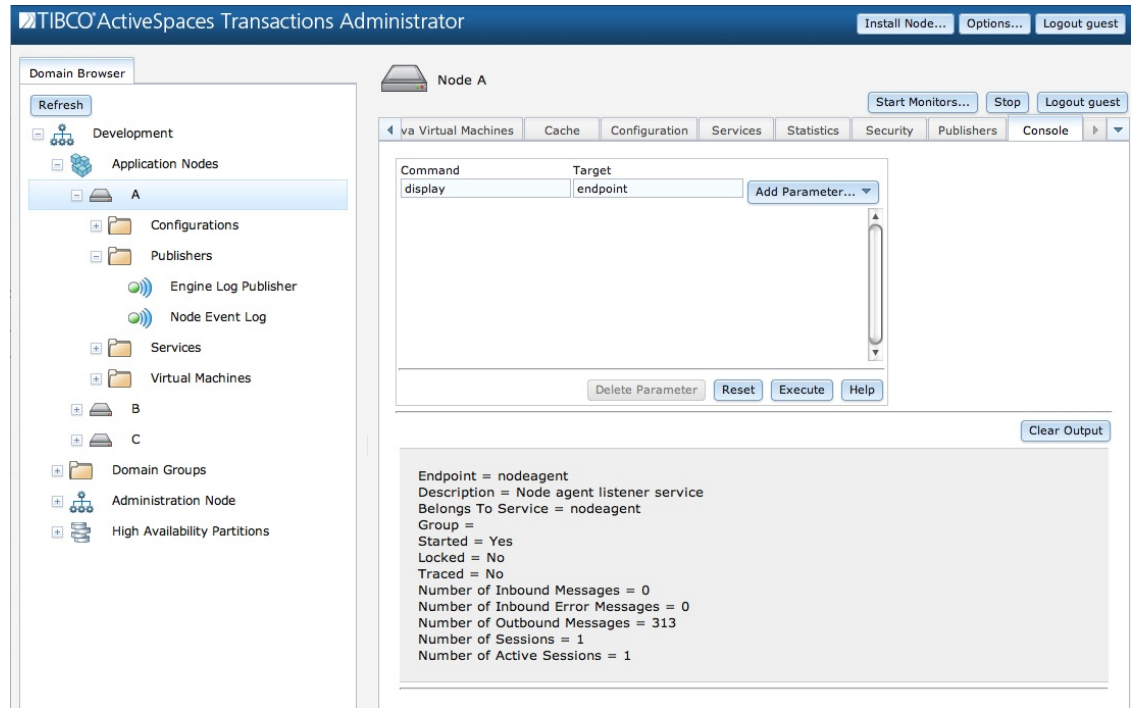 TIBCO® ActiveSpaces Transactions Administrator
Install Node... Options... Logout guest
Domain Browser
Refresh
Development
Application Nodes
A
Configurations
Publishers
Engine Log Publisher
Node Event Log
Services
Virtual Machines
B
C
Domain Groups
Administration Node
High Availability Partitions
Node A
Start Monitors... Stop Logout guest
va Virtual Machines Cache Configuration Services Statistics Security Publishers Console
Command Target
display endpoint Add Parameter...
Delete Parameter Reset Execute Help
Clear Output
Endpoint = nodeagent
Description = Node agent listener service
Belongs To Service = nodeagent
Group =
Started = Yes
Locked = No
Traced = No
Number of Inbound Messages = 0
Number of Inbound Error Messages = 0
Number of Outbound Messages = 313
Number of Sessions = 1
Number of Active Sessions = 1